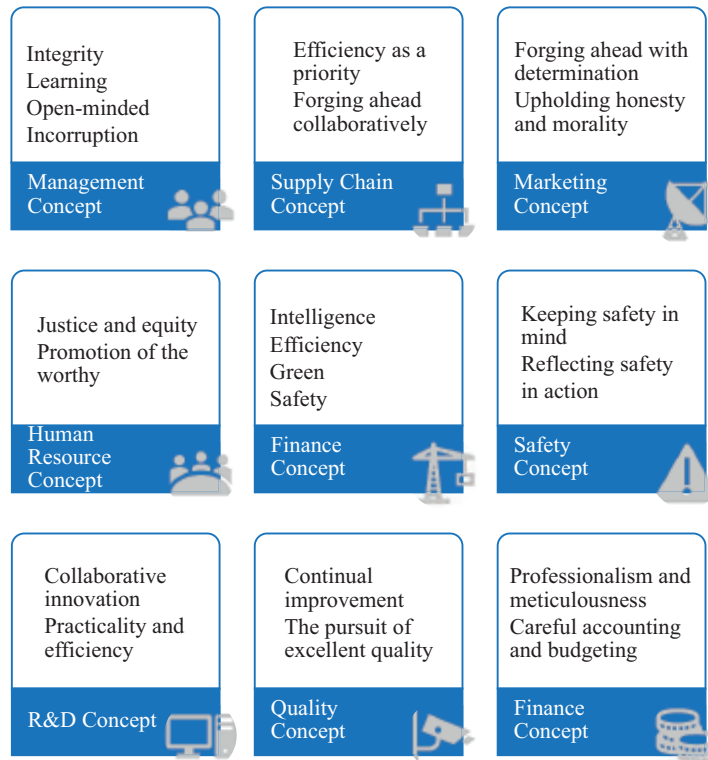 Integrity
Learning
Open-minded
Incorruption
Management
Concept
Efficiency as a
priority
Forging ahead
collaboratively
Supply Chain
Concept
Forging ahead with
determination
Upholding honesty
and morality
Marketing
Concept
Justice and equity
Promotion of the
worthy
Human
Resource
Concept
Intelligence
Efficiency
Green
Safety
Finance
Concept
Keeping safety in
mind
Reflecting safety
in action
Safety
Concept
Collaborative
innovation
Practicality and
efficiency
R&D Concept
Continual
improvement
The pursuit of
excellent quality
Quality
Concept
Professionalism and
meticulousness
Careful accounting
and budgeting
Finance
Concept